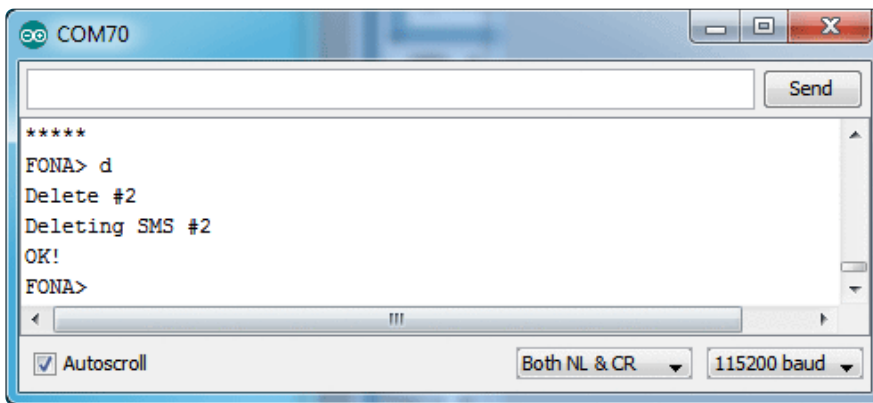 COM70
Send
*****
FONA> d
Delete #2
Deleting SMS #2
OK!
FONA>
Autoscroll
Both NL & CR
115200 baud